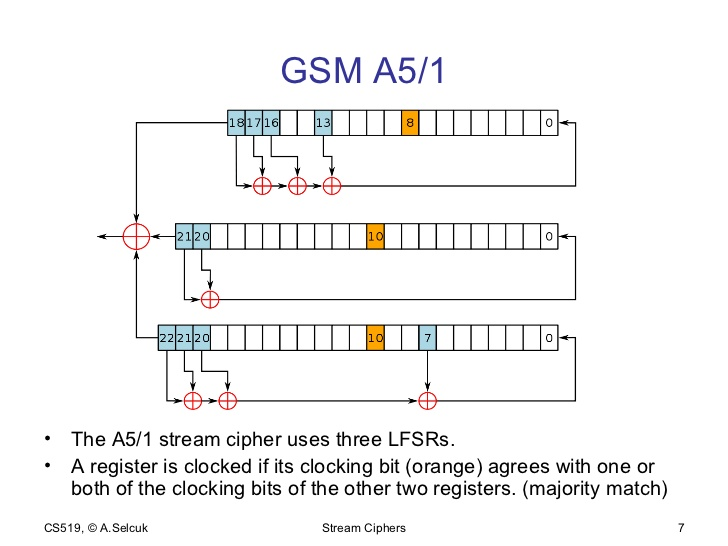 GSM A5/1
18 17 16 13 8 0
21 20 10 0
22 21 20 10 7 0
• The A5/1 stream cipher uses three LFSRs.
• A register is clocked if its clocking bit (orange) agrees with one or
both of the clocking bits of the other two registers. (majority match)
CS519, © A.Selcuk Stream Ciphers 7